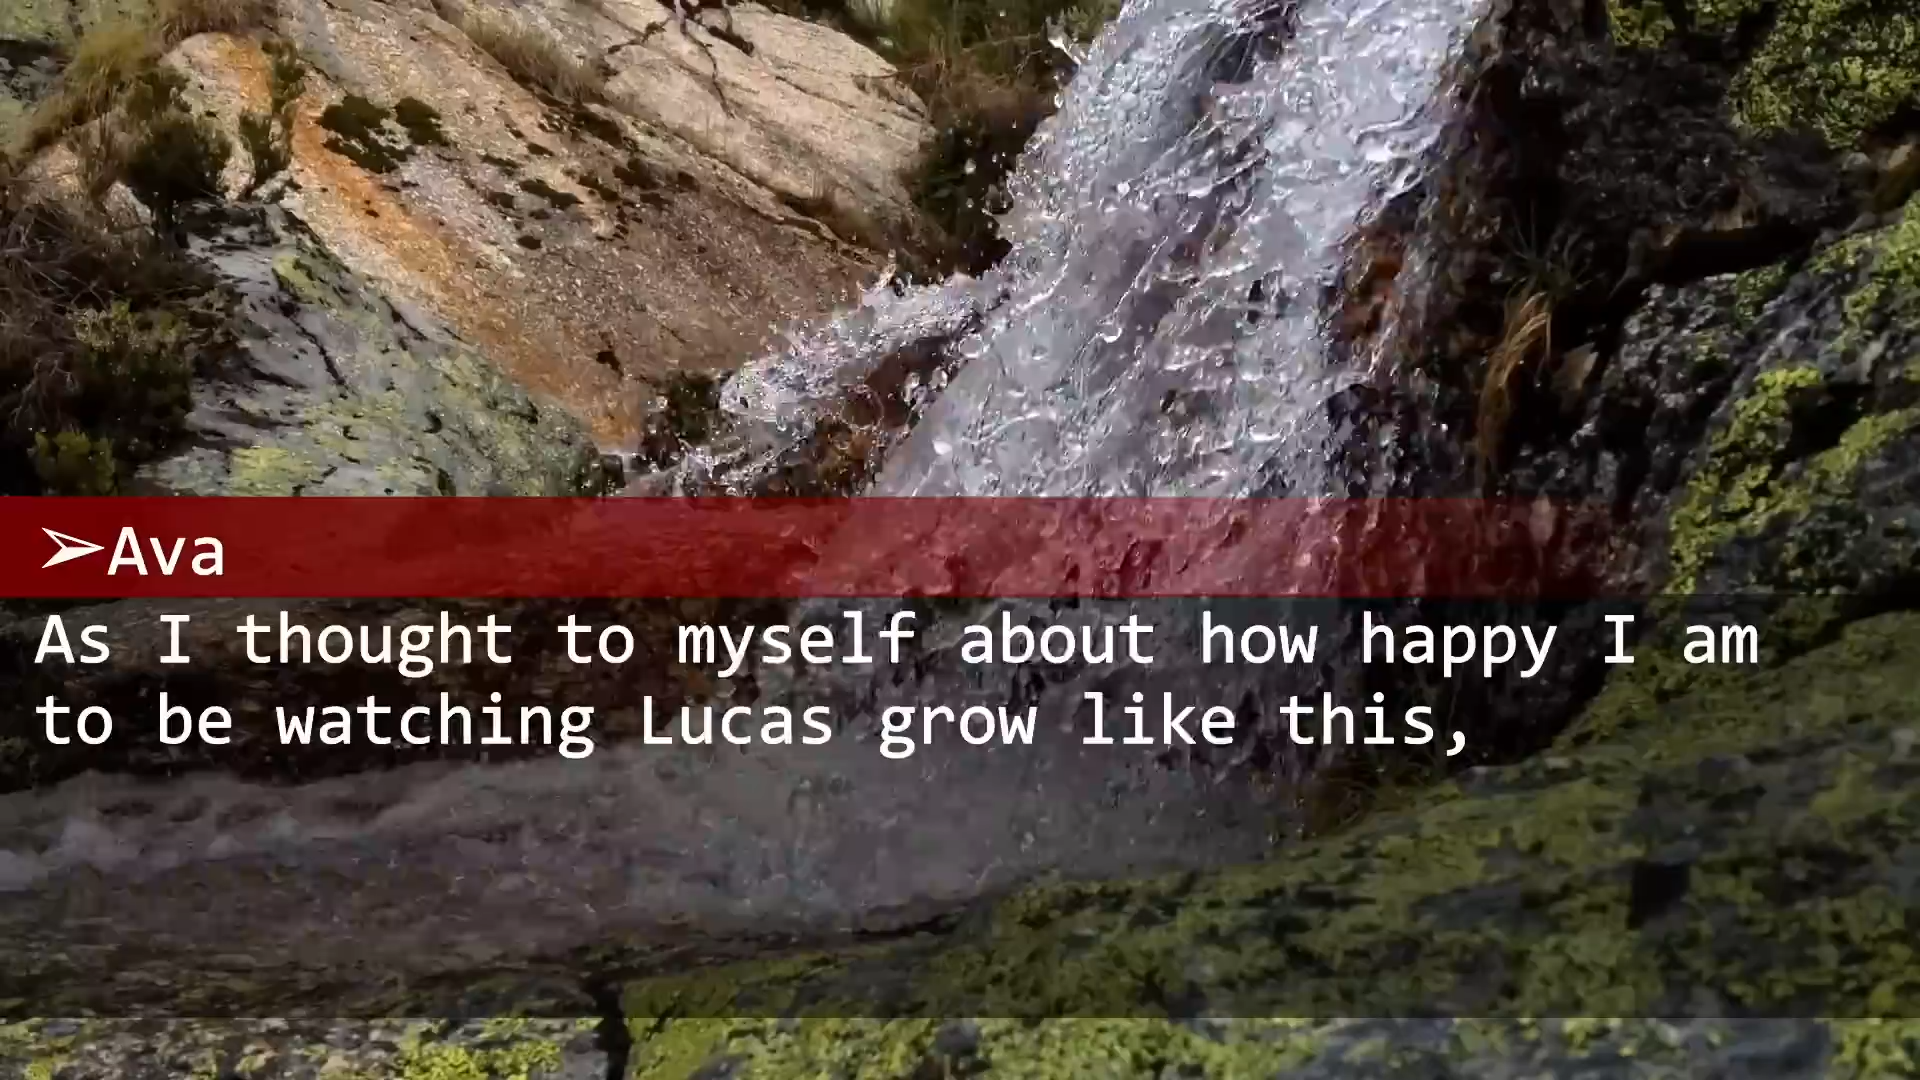 ➢Ava
As I thought to myself about how happy I am
to be watching Lucas grow like this,